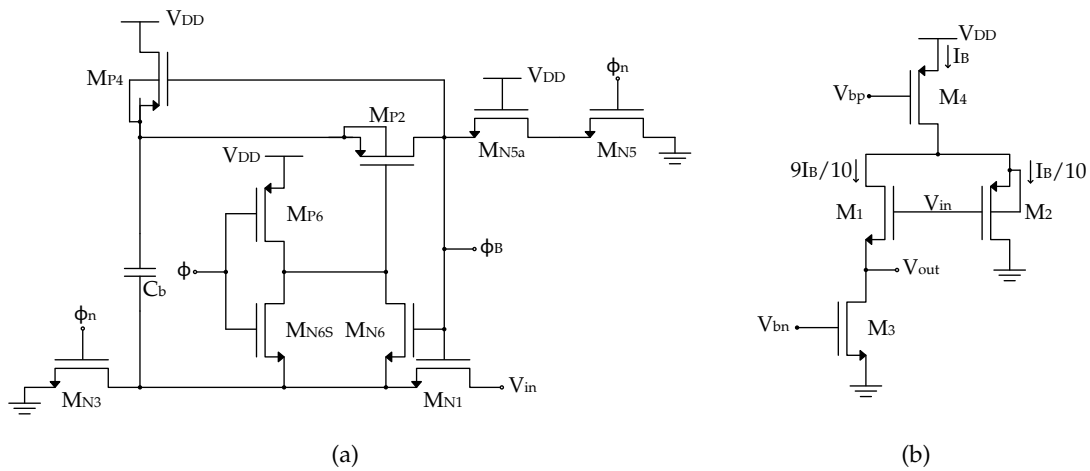 VDD
MP4
VDD
ϕn
MP2
VDD
MN5a
MN5
MP6
ϕ
ϕB
Cb
MN6S
MN6
ϕn
MN3
MN1
Vin
(a)
VDD
IB
Vbp
M4
9IB/10
IB/10
M1
Vin
M2
Vout
Vbn
M3
(b)